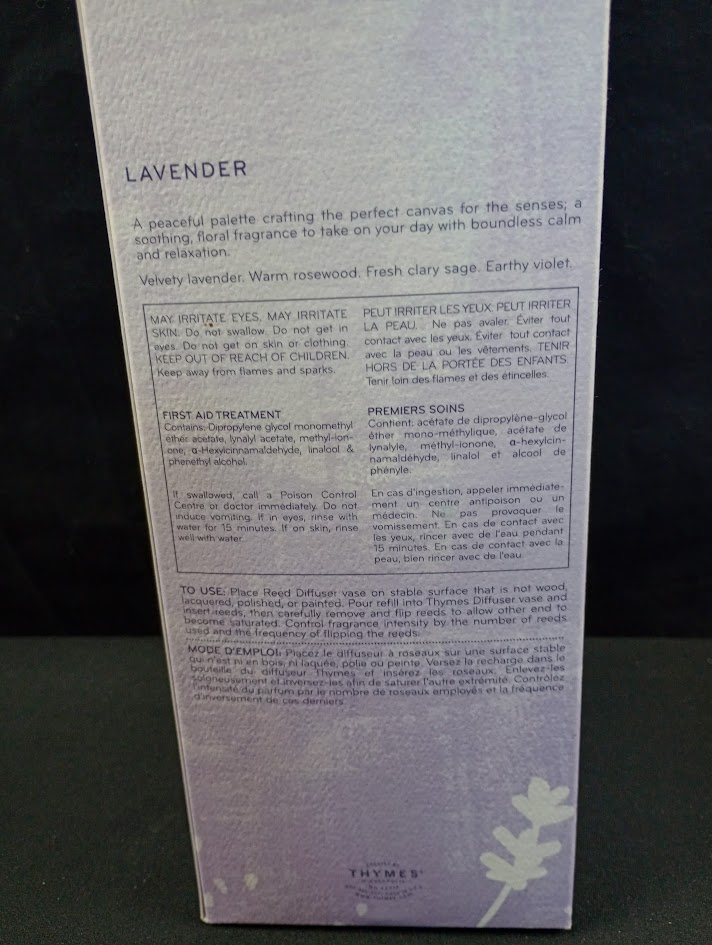 LAVENDER
A peaceful palette crafting the perfect canvas for the senses; a
soothing, floral fragrance to take on your day with boundless calm
and relaxation.
Velvety lavender. Warm rosewood. Fresh clary sage. Earthy violet.
MAY IRRITATE EYES, MAY IRRITATE
SKIN. Do not swallow. Do not get in
eyes. Do not get on skin or clothing.
KEEP OUT OF REACH OF CHILDREN.
Keep away from flames and sparks.
FIRST AID TREATMENT
Contains: Dipropylene glycol monomethyl
ether acetate, lynalyl acetate, methyl-ion-
one, α-Hexylcinnamaldehyde, linalool &
phenethyl alcohol.
If swallowed, call a Poison Control
Centre or doctor immediately. Do not
induce vomiting. If in eyes, rinse with
water for 15 minutes. If on skin, rinse
well with water.
PEUT IRRITER LES YEUX, PEUT IRRITER
LA PEAU. Ne pas avaler. Éviter tout
contact avec les yeux. Éviter tout contact
avec la peau ou les vêtements. TENIR
HORS DE LA PORTÉE DES ENFANTS.
Tenir loin des flames et des étincelles.
PREMIERS SOINS
Contient: acétate de dipropylène-glycol
éther mono-méthylique, acétate de
lynalyle, méthyl-ionone, α-hexylcin-
namaldéhyde, linalol et alcool de
phényle.
En cas d'ingestion, appeler immédiate-
ment un centre antipoison ou un
médecin. Ne pas provoquer le
vomissement. En cas de contact avec
les yeux, rincer avec de l'eau pendant
15 minutes. En cas de contact avec la
peau, bien rincer avec de l'eau.
TO USE: Place Reed Diffuser vase on stable surface that is not wood,
lacquered, polished, or painted. Pour refill into Thymes Diffuser vase and
insert reeds, then carefully remove and flip reeds to allow other end to
become saturated. Control fragrance intensity by the number of reeds
used and the frequency of flipping the reeds.
MODE D'EMPLOI: Placez le diffuseur à roseaux sur une surface stable
qui n'est ni en bois, ni laquée, polie ou peinte. Versez la recharge dans le
bouteille du diffuseur Thymes et insérez les roseaux. Enlevez-les
soigneusement et inversez-les afin de saturer l'autre extrémité. Contrôlez
l'intensité du parfum par le nombre de roseaux employés et la fréquence
d'inversement de ces derniers.
THYMES